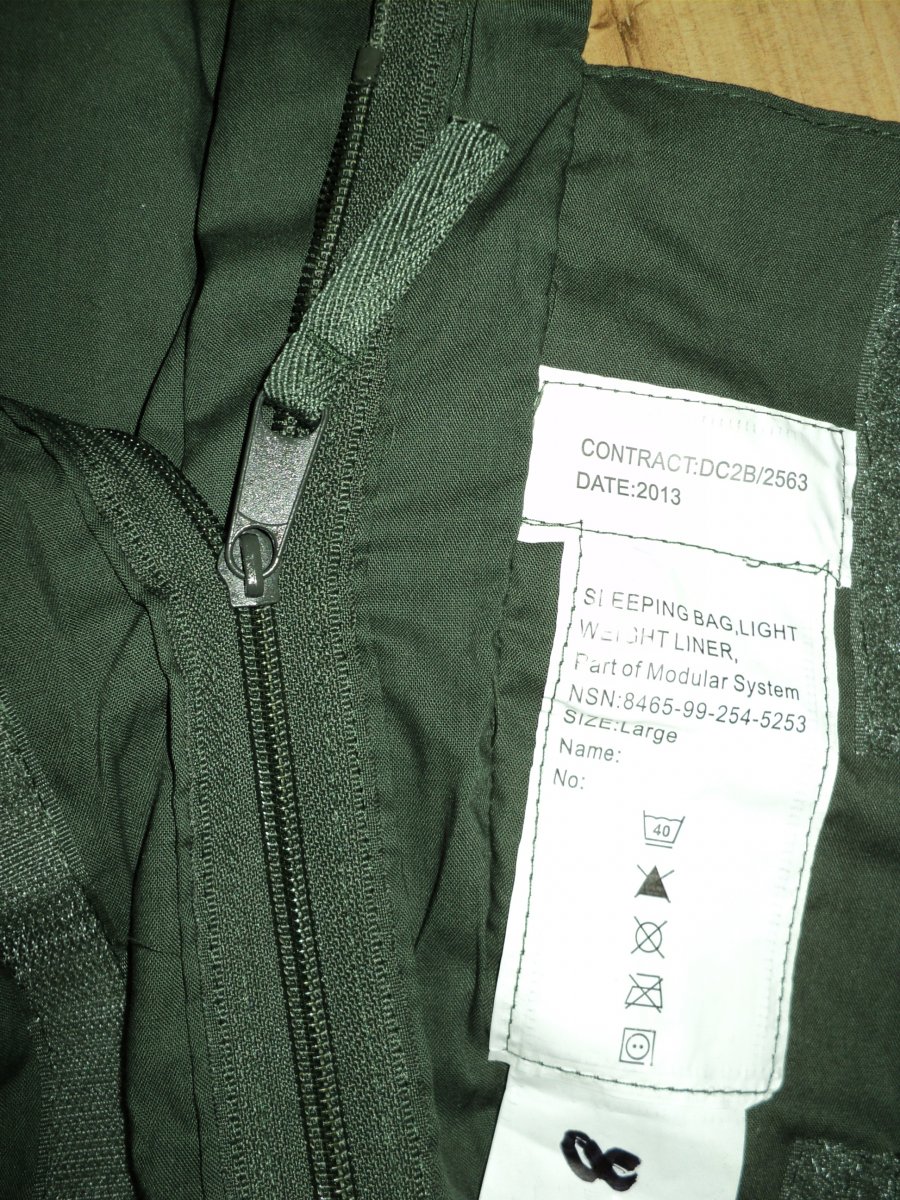 CONTRACT:DC2B/2563
DATE:2013
SLEEPING BAG,LIGHT
WEIGHT LINER,
Part of Modular System
NSN:8465-99-254-5253
SIZE:Large
Name:
No:
40